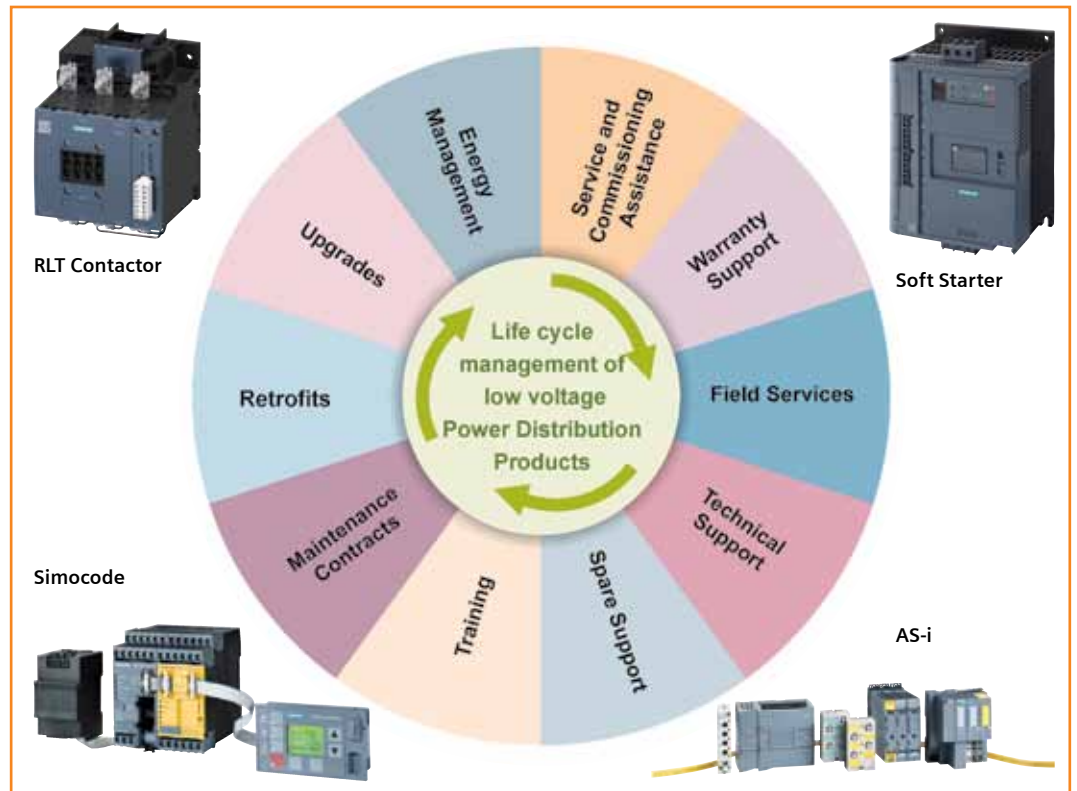 RLT Contactor
Soft Starter
Simocode
AS-i
Service and
Commissioning
Assistance
Warranty
Support
Field Services
Technical
Support
Spare Support
Training
Maintenance
Contracts
Retrofits
Upgrades
Energy
Management
Life cycle
management of
low voltage
Power Distribution
Products